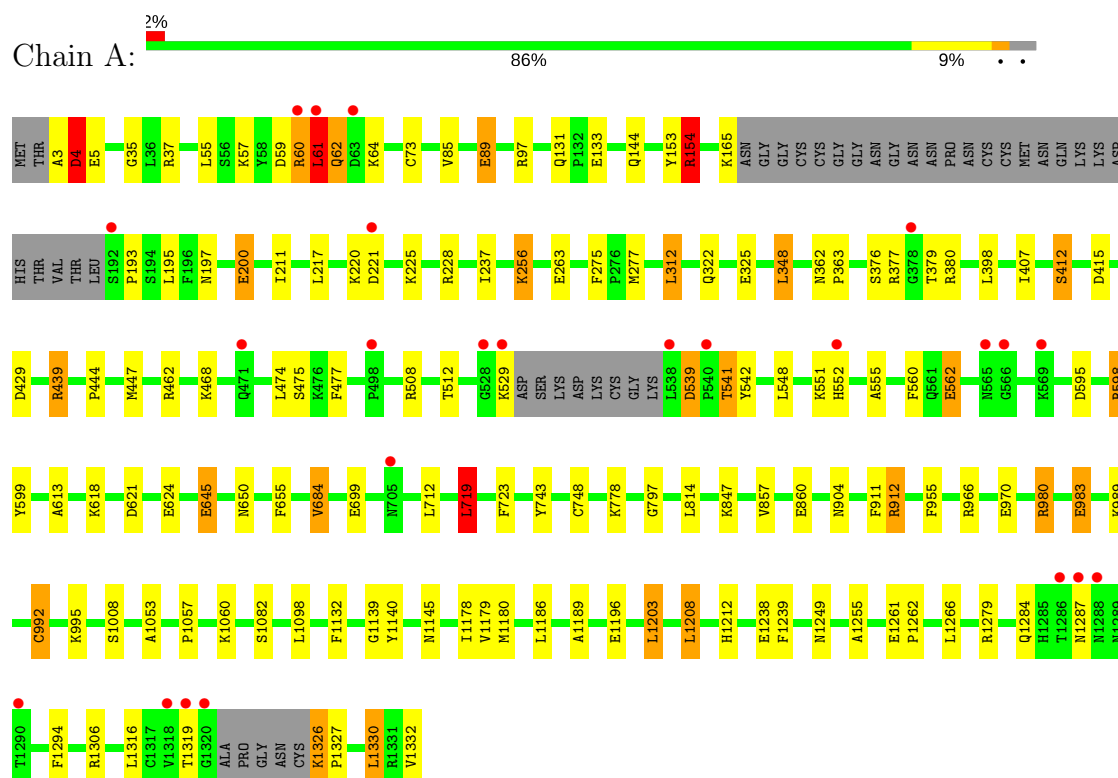 2%
Chain A:
86% 9% • •
MET THR A3 D4 E5 G35 L36 R37 L55 S56 K57 Y58 D59 R60 L61 Q62 D63 K64 C73 V85 E89 R97 Q131 P132 E133 Q144 Y153 R154 K165 ASN GLY GLY CYS CYS GLY GLY ASN GLY ASN ASN PRO ASN CYS CYS MET ASN GLN LYS LYS ASP
HIS THR VAL THR LEU S192 P193 S194 L195 F196 N197 E200 I211 L217 K220 D221 K225 R228 I237 K256 E263 F275 P276 M277 L312 Q322 E325 L348 N362 P363 S376 R377 G378 T379 R380 L398 I407 S412 D415
D429 R439 P444 M447 R462 K468 Q471 L474 S475 K476 F477 P498 R508 T512 G528 K529 ASP SER LYS ASP LYS CYS GLY LYS L538 D539 P540 T541 Y542 L548 K551 H552 A555 F560 Q561 E562 N565 G566 K569 D595
Y599 A613 K618 D621 E624 E645 N650 F655 V684 E699 N705 L712 L719 F723 Y743 C748 K778 G797 L814 K847 V857 E860 N904 F911 R912 F955 R966 E970 R980 E983
C992 K995 S1008 A1053 P1057 K1060 S1082 L1098 F1132 G1139 Y1140 N1145 I1178 V1179 M1180 L1186 A1189 E1196 L1203 L1208 H1212 E1238 F1239 N1249 A1255 E1261 P1262 L1266 R1279 Q1284 H1285 T1286 N1287 N1288
T1290 F1294 R1306 L1316 C1317 V1318 T1319 G1320 ALA PRO GLY ASN CYS K1326 P1327 L1330 R1331 V1332